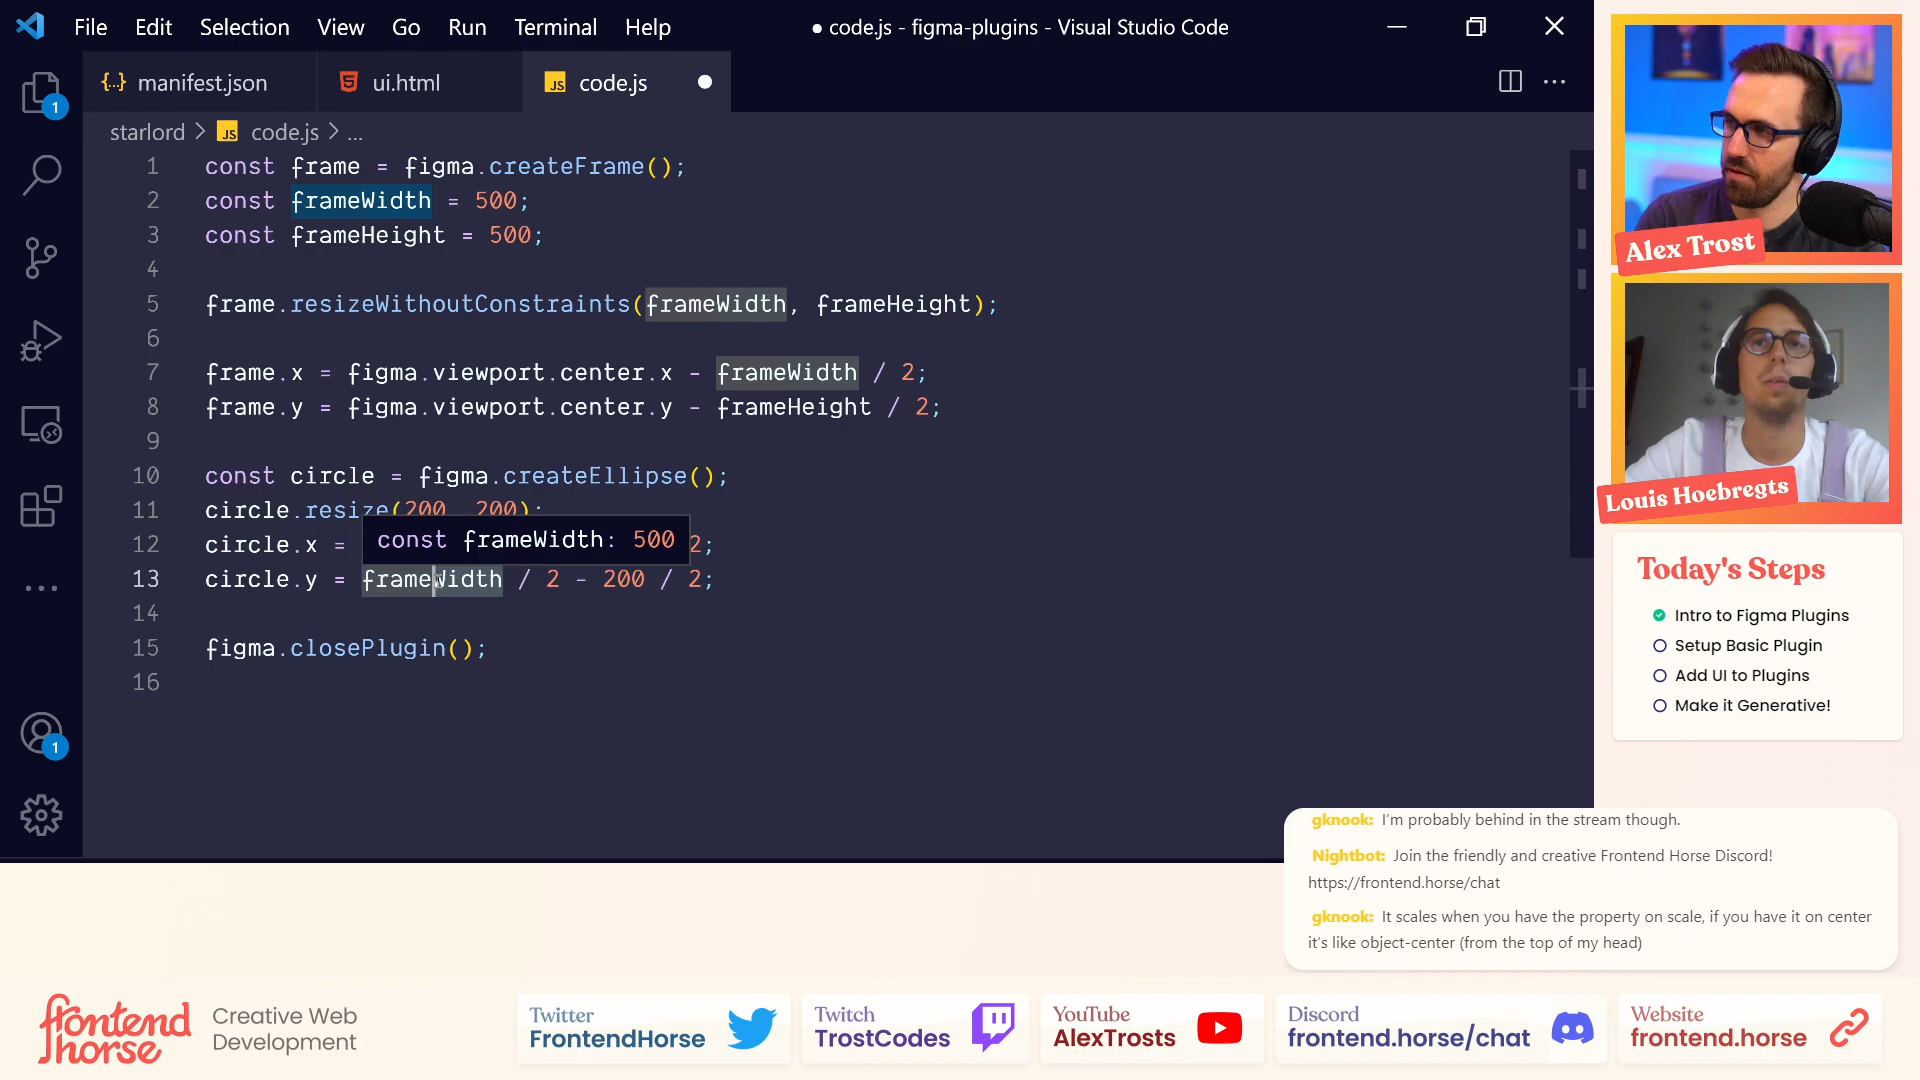 File Edit Selection View Go Run Terminal Help
● code.js - figma-plugins - Visual Studio Code
{..} manifest.json
ui.html
JS code.js
starlord > JS code.js > ...
1 const frame = figma.createFrame();
2 const frameWidth = 500;
3 const frameHeight = 500;
4
5 frame.resizeWithoutConstraints(frameWidth, frameHeight);
6
7 frame.x = figma.viewport.center.x - frameWidth / 2;
8 frame.y = figma.viewport.center.y - frameHeight / 2;
9
10 const circle = figma.createEllipse();
11 circle.resize(200, 200);
const frameWidth: 500
12 circle.x = 2;
13 circle.y = frameWidth / 2 - 200 / 2;
14
15 figma.closePlugin();
16
1
1
Alex Trost
Louis Hoebregts
Today's Steps
Intro to Figma Plugins
Setup Basic Plugin
Add UI to Plugins
Make it Generative!
gknook: I'm probably behind in the stream though.
Nightbot: Join the friendly and creative Frontend Horse Discord!
https://frontend.horse/chat
gknook: It scales when you have the property on scale, if you have it on center
it's like object-center (from the top of my head)
frontend
horse
Creative Web
Development
Twitter
FrontendHorse
Twitch
TrostCodes
YouTube
AlexTrosts
Discord
frontend.horse/chat
Website
frontend.horse